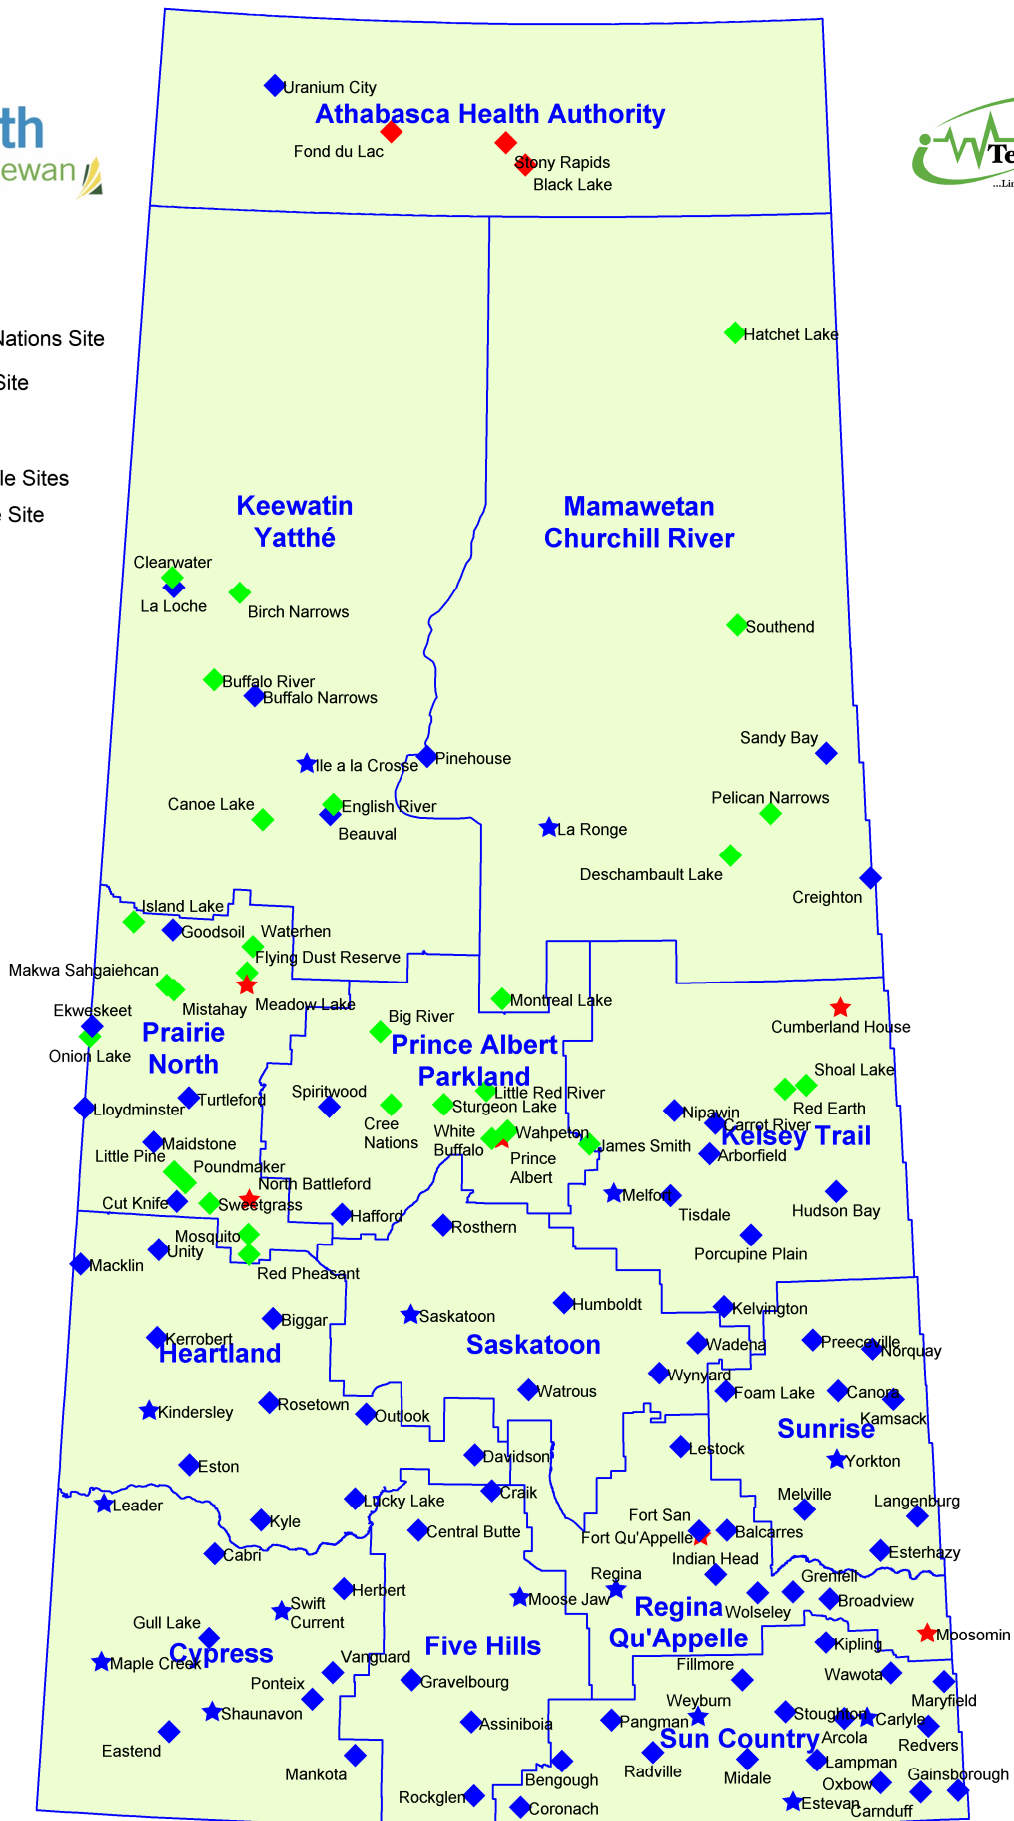 Uranium City
Athabasca Health Authority
th
ewan
Fond du Lac
Stony Rapids
Black Lake
Te
...Lin
Nations Site
Hatchet Lake
Site
le Sites
Site
Keewatin
Yatthé
Mamawetan
Churchill River
Clearwater
La Loche
Birch Narrows
Southend
Buffalo River
Buffalo Narrows
Sandy Bay
Ile a la Crosse
Pinehouse
Canoe Lake
English River
Beauval
Pelican Narrows
La Ronge
Deschambault Lake
Creighton
Island Lake
Goodsoil
Waterhen
Flying Dust Reserve
Makwa Sahgaiehcan
Mistahay
Meadow Lake
Montreal Lake
Ekweskeet
Onion Lake
Prairie
North
Big River
Prince Albert
Parkland
Cumberland House
Shoal Lake
Red Earth
Lloydminster
Turtleford
Spiritwood
Little Red River
Sturgeon Lake
Cree
Nations
White
Buffalo
Wahpeton
Prince
Albert
James Smith
Nipawin
Carrot River
Kelsey Trail
Arborfield
Maidstone
Little Pine
Poundmaker
North Battleford
Cut Knife
Sweetgrass
Melfort
Tisdale
Hudson Bay
Hafford
Rosthern
Porcupine Plain
Mosquito
Unity
Macklin
Red Pheasant
Biggar
Saskatoon
Humboldt
Kelvington
Kerrobert
Heartland
Saskatoon
Wadena
Preeceville
Norquay
Wynyard
Watrous
Foam Lake
Canora
Kamsack
Kindersley
Rosetown
Outlook
Sunrise
Lestock
Davidson
Yorkton
Eston
Leader
Lucky Lake
Craik
Melville
Langenburg
Kyle
Central Butte
Fort San
Fort Qu'Appelle
Balcarres
Indian Head
Esterhazy
Cabri
Herbert
Swift
Current
Moose Jaw
Regina
Regina
Qu'Appelle
Wolseley
Grenfell
Broadview
Gull Lake
Cypress
Five Hills
Kipling
Moosomin
Maple Creek
Vanguard
Ponteix
Gravelbourg
Fillmore
Wawota
Maryfield
Shaunavon
Weyburn
Assiniboia
Pangman
Stoughton
Sun Country
Carlyle
Arcola
Redvers
Eastend
Mankota
Bengough
Radville
Midale
Lampman
Oxbow
Gainsborough
Rockglen
Coronach
Estevan
Carnduff